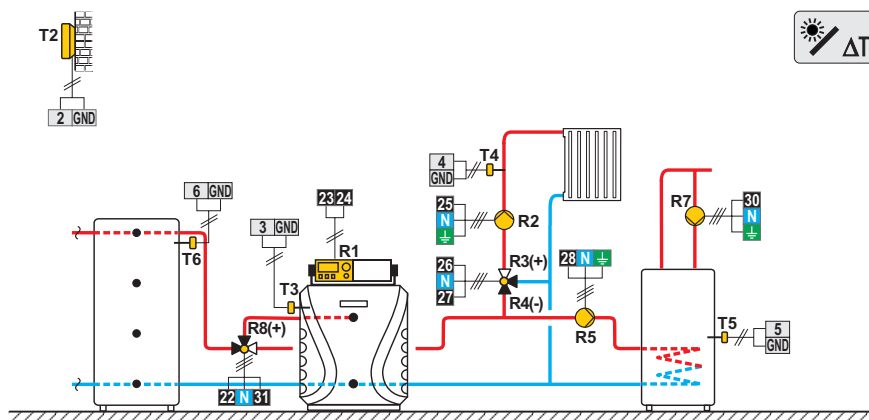 T2
ΔT
2 GND
6 GND
T6
3 GND
23 24
R1
T3
R8(+)
22 N 31
4
GND
T4
25
N
R2
26
N
27
R3(+)
R4(-)
28 N
R5
R7
30
N
T5
5
GND